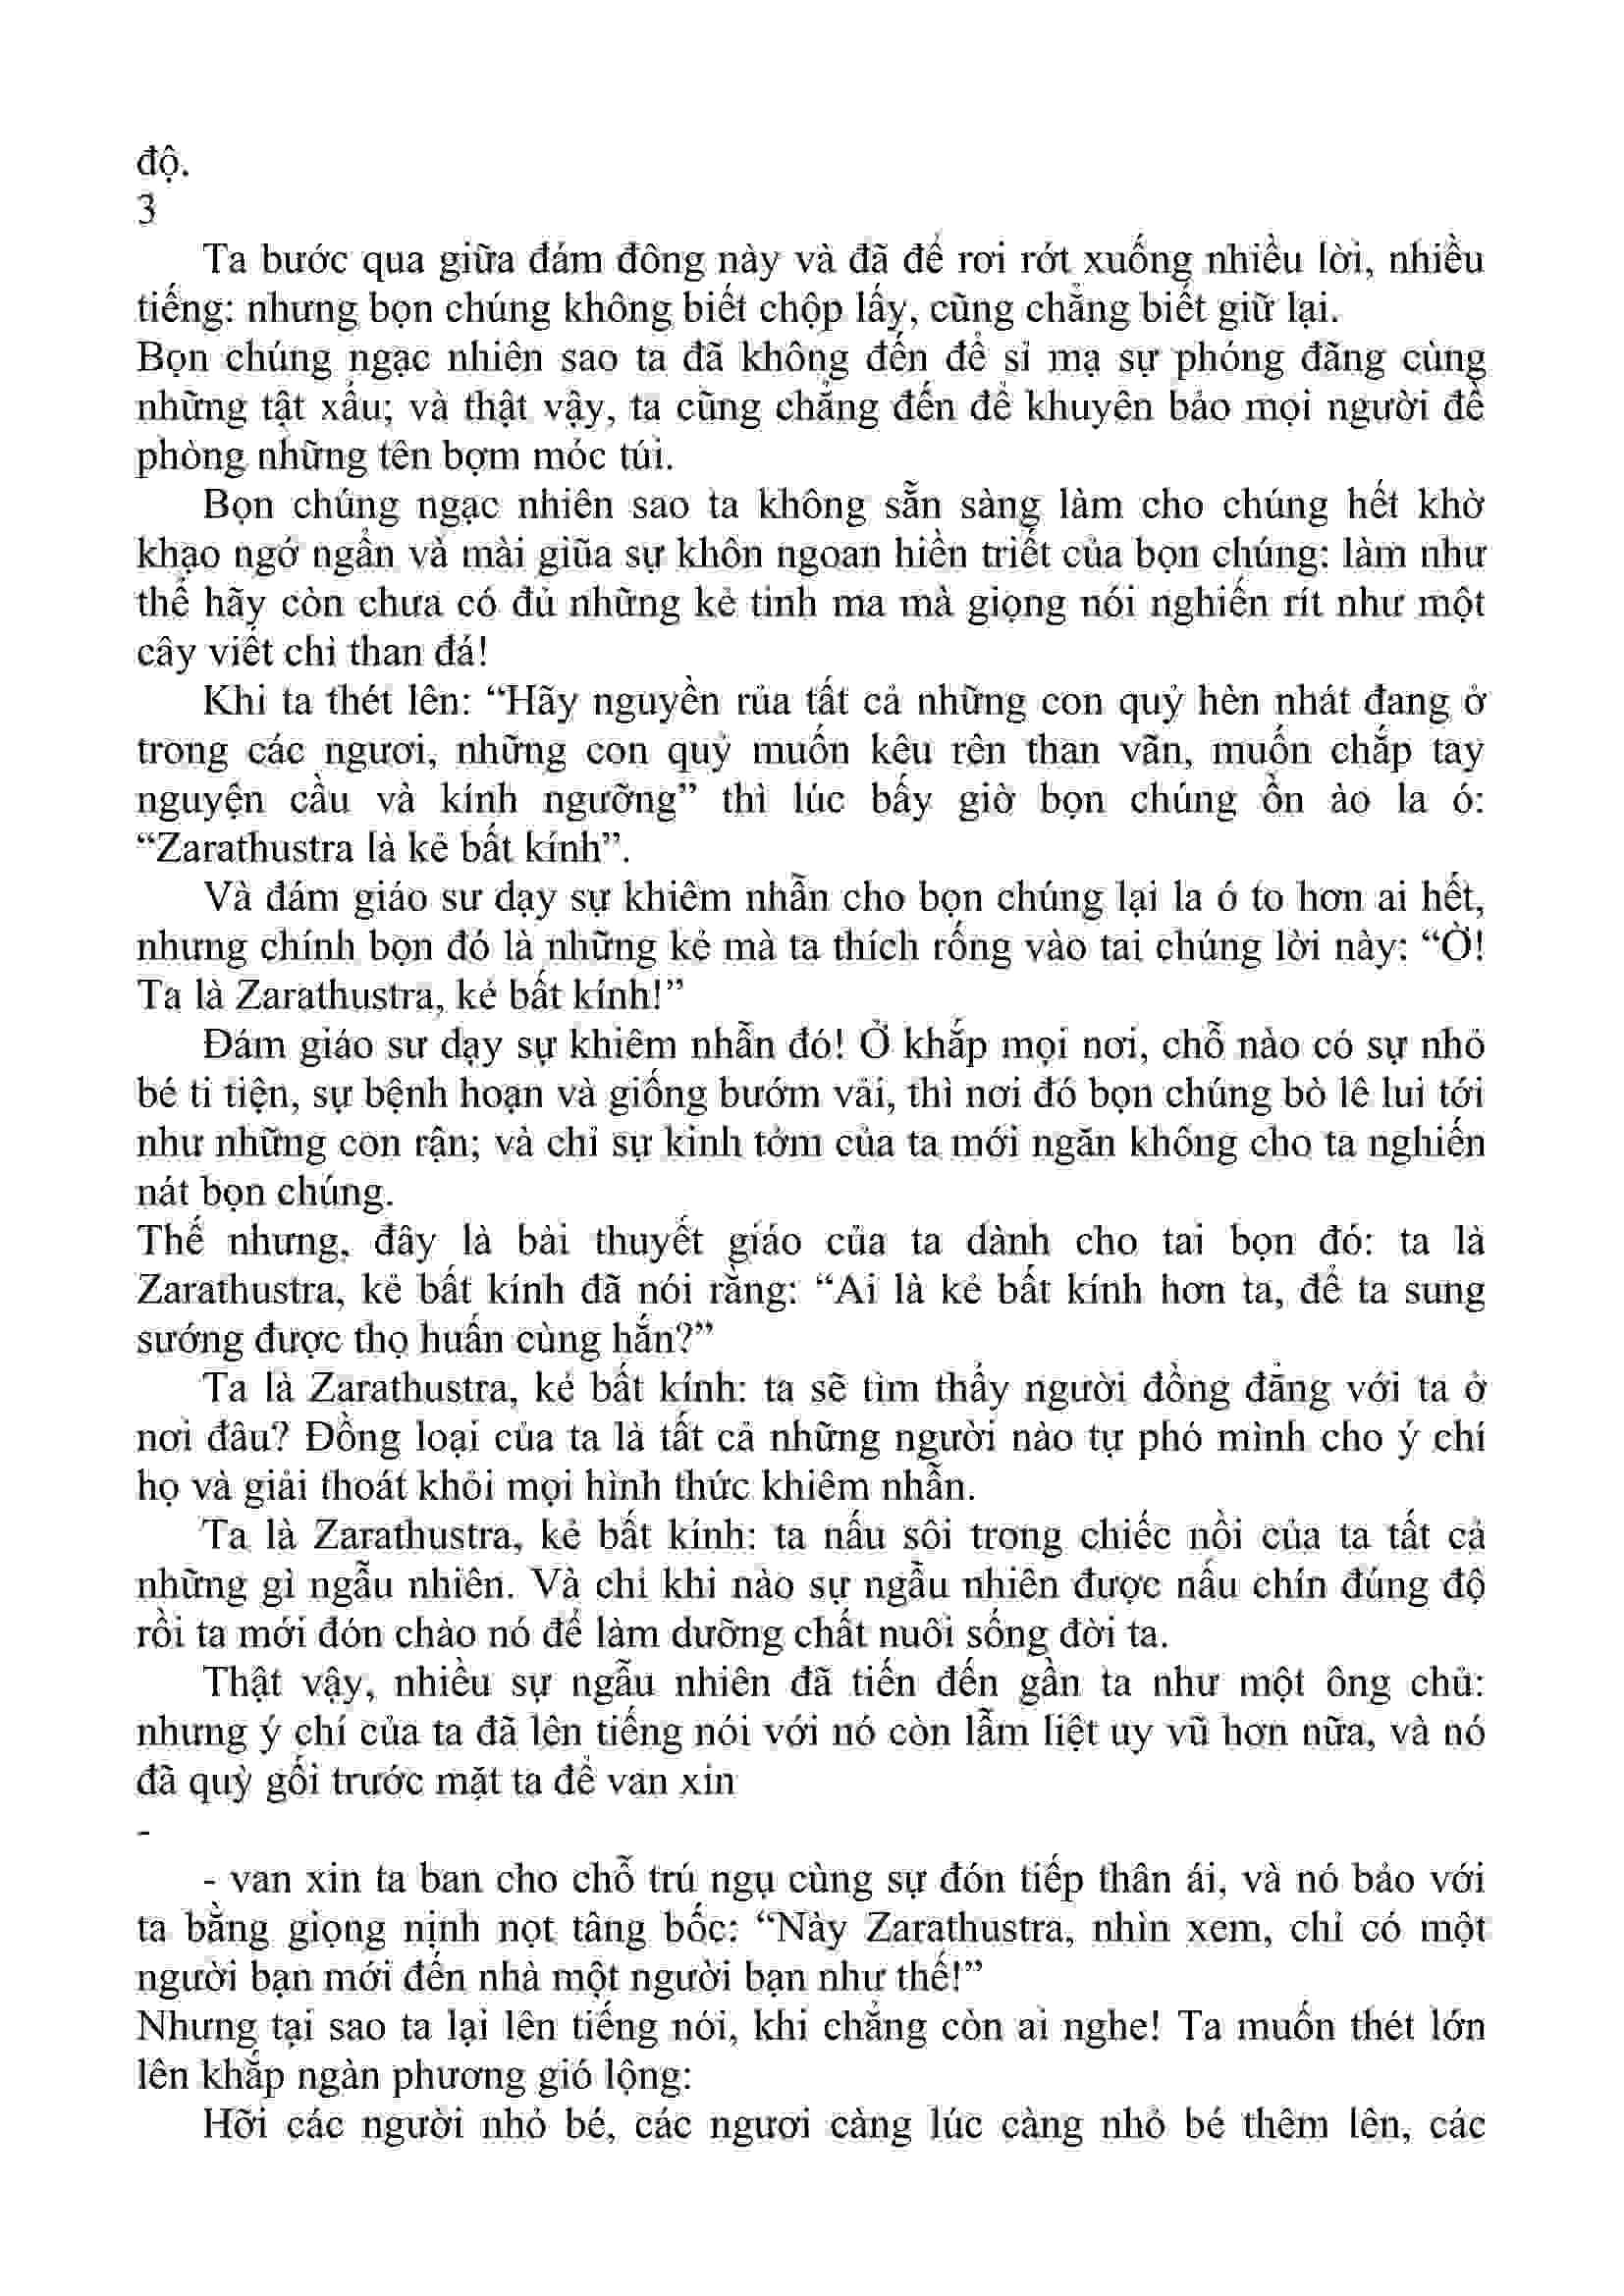 độ.
3
Ta bước qua giữa đám đông này và đã để rơi rớt xuống nhiều lời, nhiều
tiếng: nhưng bọn chúng không biết chộp lấy, cũng chẳng biết giữ lại.
Bọn chúng ngạc nhiên sao ta đã không đến để sỉ mạ sự phóng đãng cùng
những tật xấu; và thật vậy, ta cũng chẳng đến để khuyên bảo mọi người đề
phòng những tên bợm móc túi.
Bọn chúng ngạc nhiên sao ta không sẵn sàng làm cho chúng hết khờ
khạo ngớ ngẩn và mài giũa sự khôn ngoan hiền triết của bọn chúng: làm như
thể hãy còn chưa có đủ những kẻ tinh ma mà giọng nói nghiến rít như một
cây viết chì than đá!
Khi ta thét lên: “Hãy nguyền rủa tất cả những con quỷ hèn nhát đang ở
trong các ngươi, những con quỷ muốn kêu rên than vãn, muốn chắp tay
nguyện cầu và kính ngưỡng” thì lúc bấy giờ bọn chúng ồn ào la ó:
“Zarathustra là kẻ bất kính”.
Và đám giáo sư dạy sự khiêm nhẫn cho bọn chúng lại la ó to hơn ai hết,
nhưng chính bọn đó là những kẻ mà ta thích rống vào tai chúng lời này: “Ờ!
Ta là Zarathustra, kẻ bất kính!”
Đám giáo sư dạy sự khiêm nhẫn đó! Ở khắp mọi nơi, chỗ nào có sự nhỏ
bé ti tiện, sự bệnh hoạn và giống bướm vải, thì nơi đó bọn chúng bò lê lui tới
như những con rận; và chỉ sự kinh tởm của ta mới ngăn không cho ta nghiến
nát bọn chúng.
Thế nhưng, đây là bài thuyết giáo của ta dành cho tai bọn đó: ta là
Zarathustra, kẻ bất kính đã nói rằng: “Ai là kẻ bất kính hơn ta, để ta sung
sướng được thọ huấn cùng hắn?”
Ta là Zarathustra, kẻ bất kính: ta sẽ tìm thấy người đồng đẳng với ta ở
nơi đâu? Đồng loại của ta là tất cả những người nào tự phó mình cho ý chí
họ và giải thoát khỏi mọi hình thức khiêm nhẫn.
Ta là Zarathustra, kẻ bất kính: ta nấu sôi trong chiếc nồi của ta tất cả
những gì ngẫu nhiên. Và chỉ khi nào sự ngẫu nhiên được nấu chín đúng độ
rồi ta mới đón chào nó để làm dưỡng chất nuôi sống đời ta.
Thật vậy, nhiều sự ngẫu nhiên đã tiến đến gần ta như một ông chủ:
nhưng ý chí của ta đã lên tiếng nói với nó còn lẫm liệt uy vũ hơn nữa, và nó
đã quỳ gối trước mặt ta để van xin
-
- van xin ta ban cho chỗ trú ngụ cùng sự đón tiếp thân ái, và nó bảo với
ta bằng giọng nịnh nọt tâng bốc: “Này Zarathustra, nhìn xem, chỉ có một
người bạn mới đến nhà một người bạn như thế!”
Nhưng tại sao ta lại lên tiếng nói, khi chẳng còn ai nghe! Ta muốn thét lớn
lên khắp ngàn phương gió lộng:
Hỡi các người nhỏ bé, các ngươi càng lúc càng nhỏ bé thêm lên, các